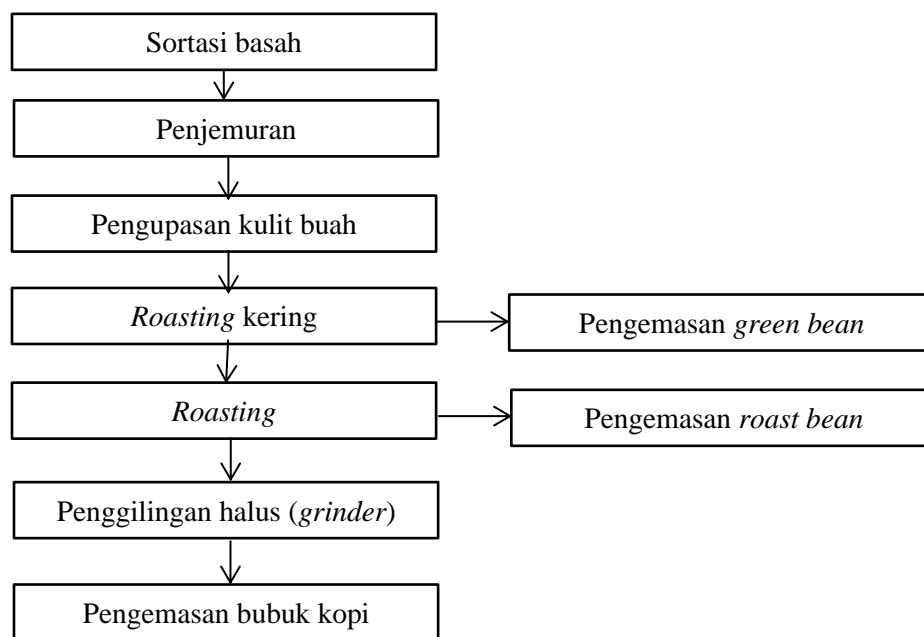 Sortasi basah
Penjemuran
Pengupasan kulit buah
Roasting kering
Pengemasan green bean
Roasting
Pengemasan roast bean
Penggilingan halus (grinder)
Pengemasan bubuk kopi